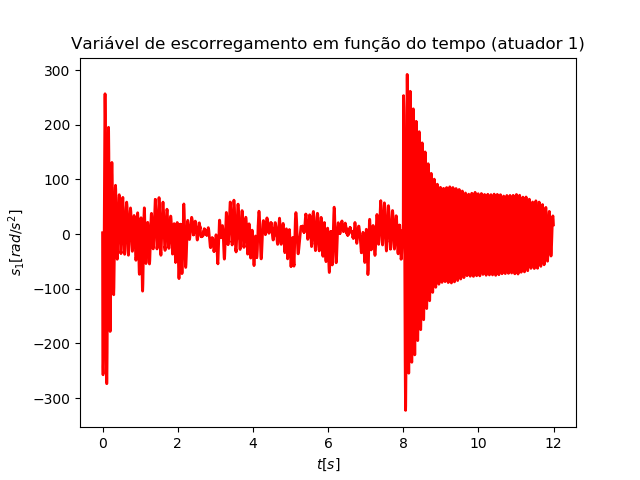 Variável de escorregamento em função do tempo (atuador 1)
300
200
100
0
−100
−200
−300
s₁[rad/s²]
0 2 4 6 8 10 12
t[s]